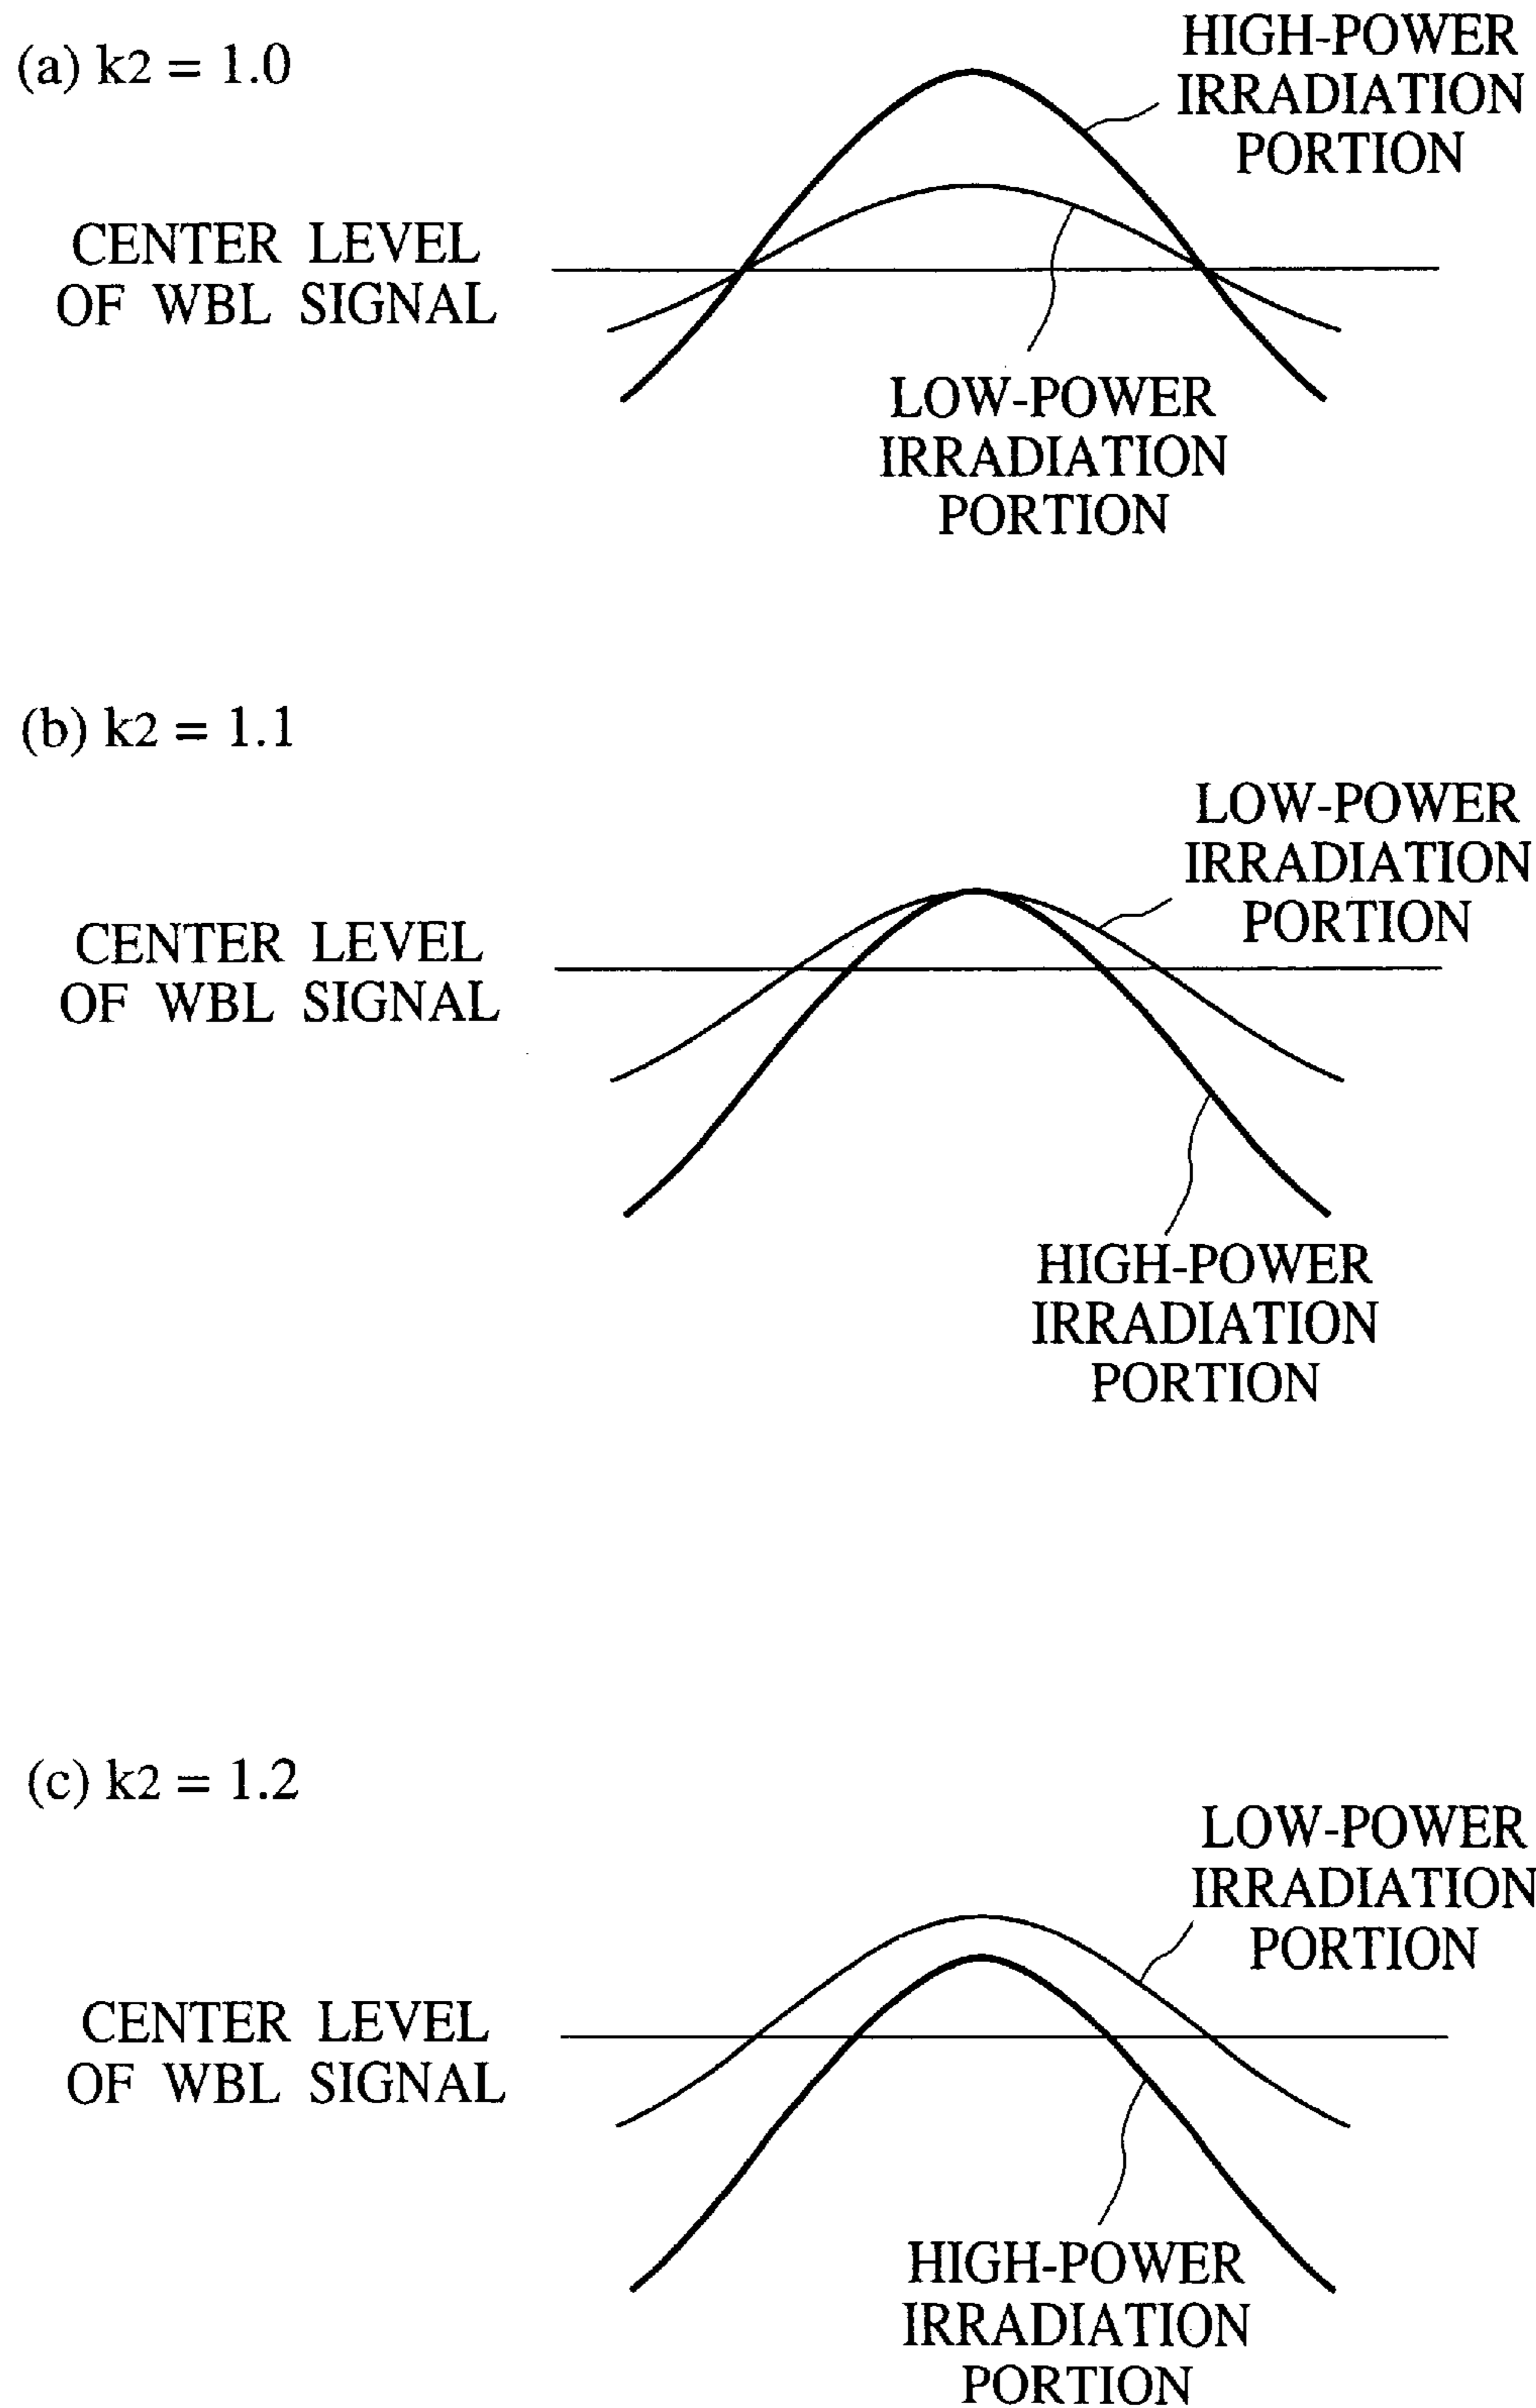 (a) k2 = 1.0
HIGH-POWER
IRRADIATION
PORTION
CENTER LEVEL
OF WBL SIGNAL
LOW-POWER
IRRADIATION
PORTION
(b) k2 = 1.1
LOW-POWER
IRRADIATION
PORTION
CENTER LEVEL
OF WBL SIGNAL
HIGH-POWER
IRRADIATION
PORTION
(c) k2 = 1.2
LOW-POWER
IRRADIATION
PORTION
CENTER LEVEL
OF WBL SIGNAL
HIGH-POWER
IRRADIATION
PORTION